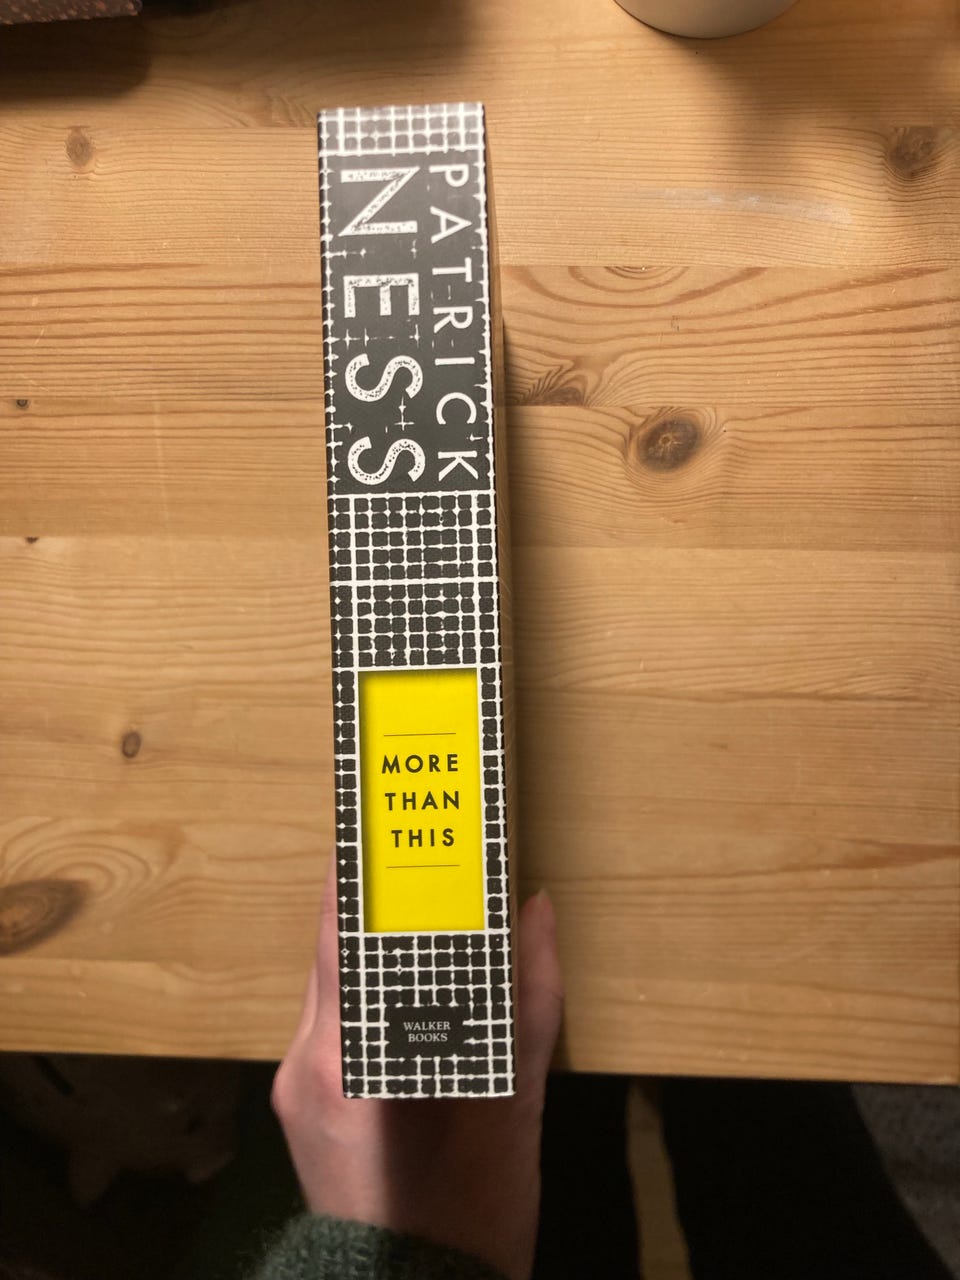 PATRICK
NESS
MORE
THAN
THIS
WALKER
BOOKS